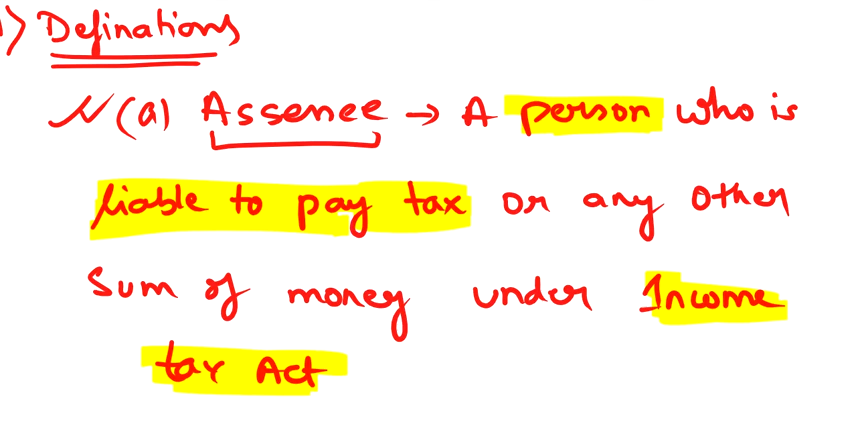 1) Definations
(a) Assenee → A person who is
liable to pay tax or any other
sum of money under Income
tax Act